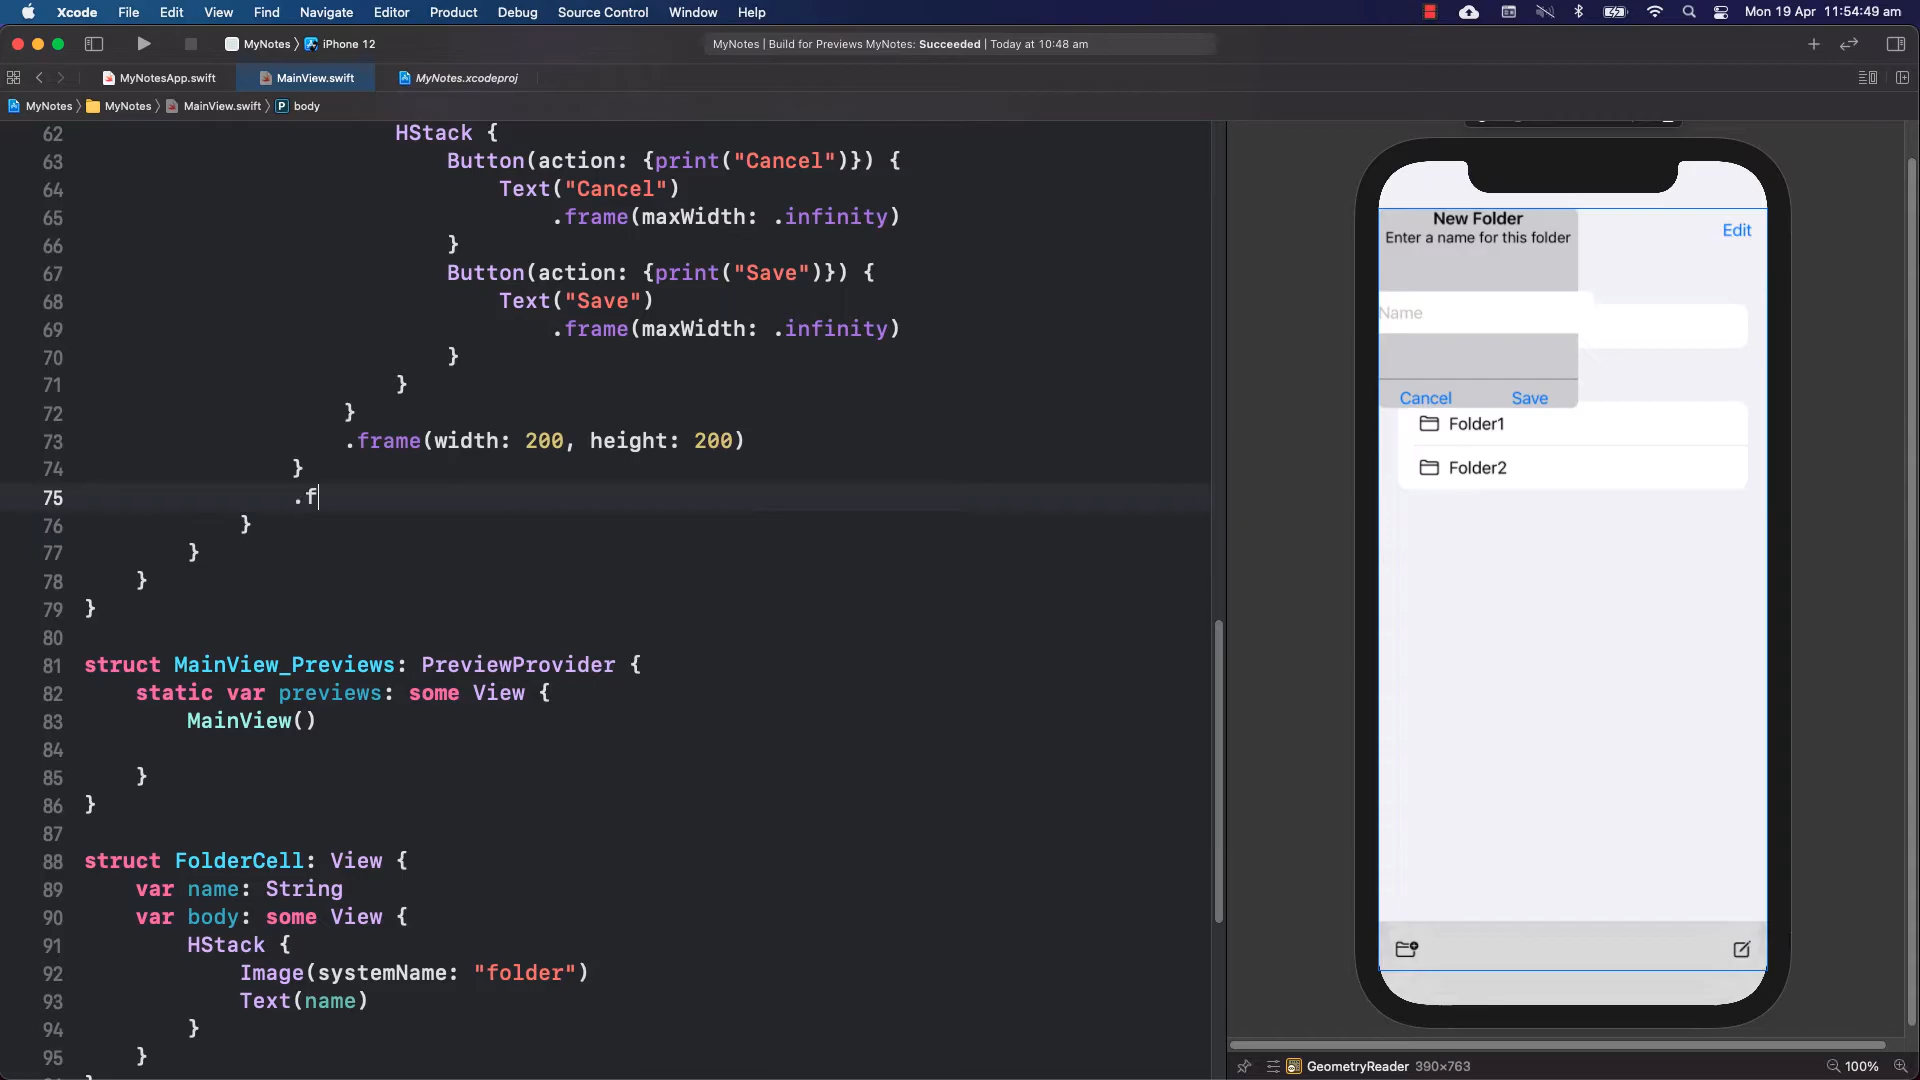 Xcode File Edit View Find Navigate Editor Product Debug Source Control Window Help Mon 19 Apr 11:54:49 am
MyNotes iPhone 12 MyNotes | Build for Previews MyNotes: Succeeded | Today at 10:48 am
MyNotesApp.swift MainView.swift MyNotes.xcodeproj
MyNotes MyNotes MainView.swift P body
62 HStack {
63 Button(action: {print("Cancel")}) {
64 Text("Cancel")
65 .frame(maxWidth: .infinity)
66 }
67 Button(action: {print("Save")}) {
68 Text("Save")
69 .frame(maxWidth: .infinity)
70 }
71 }
72 }
73 .frame(width: 200, height: 200)
74 }
75 .f
76 }
77 }
78 }
79 }
80
81 struct MainView_Previews: PreviewProvider {
82 static var previews: some View {
83 MainView()
84
85 }
86 }
87
88 struct FolderCell: View {
89 var name: String
90 var body: some View {
91 HStack {
92 Image(systemName: "folder")
93 Text(name)
94 }
95 }
New Folder
Edit
Enter a name for this folder
Name
Cancel Save
Folder1
Folder2
GeometryReader 390×763 100%